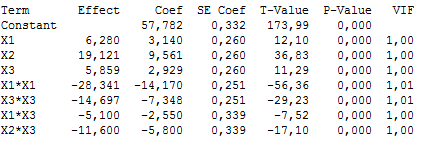 Term Effect Coef SE Coef T-Value P-Value VIF
Constant 57,782 0,332 173,99 0,000
X1 6,280 3,140 0,260 12,10 0,000 1,00
X2 19,121 9,561 0,260 36,83 0,000 1,00
X3 5,859 2,929 0,260 11,29 0,000 1,00
X1*X1 -28,341 -14,170 0,251 -56,36 0,000 1,01
X3*X3 -14,697 -7,348 0,251 -29,23 0,000 1,01
X1*X3 -5,100 -2,550 0,339 -7,52 0,000 1,00
X2*X3 -11,600 -5,800 0,339 -17,10 0,000 1,00